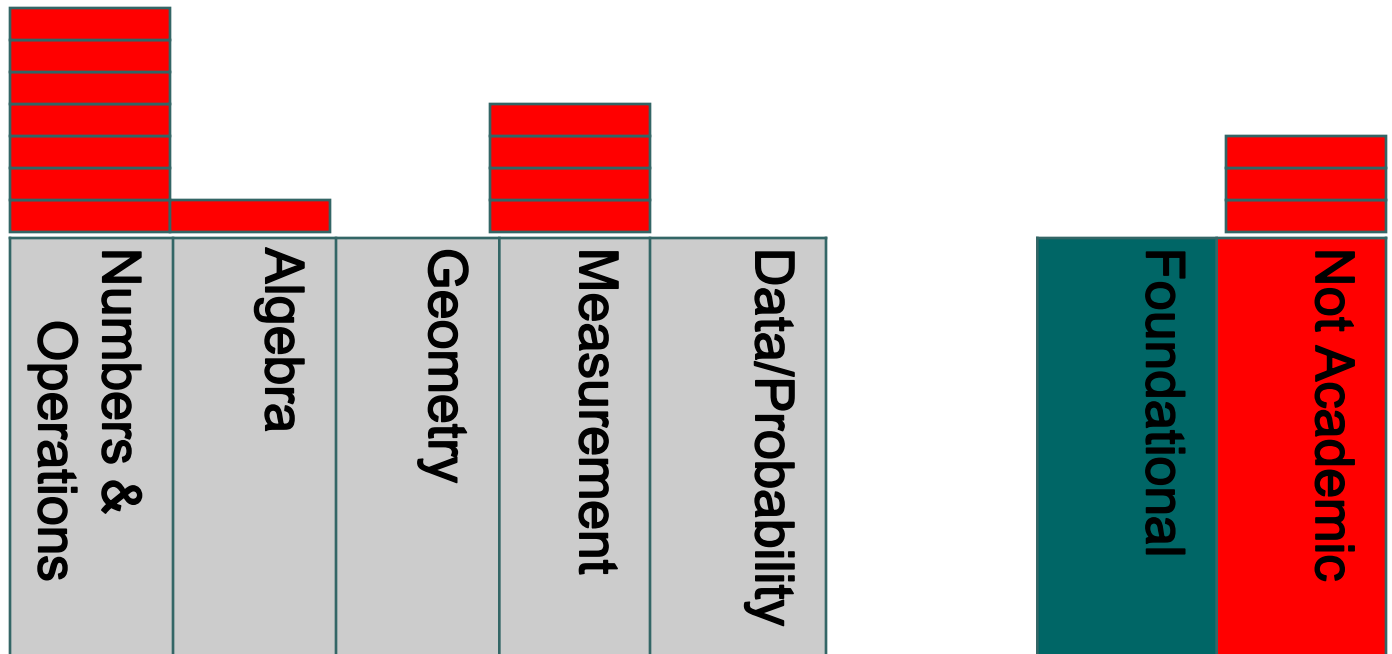 Numbers &
Operations
Algebra
Geometry
Measurement
Data/Probability
Foundational
Not Academic